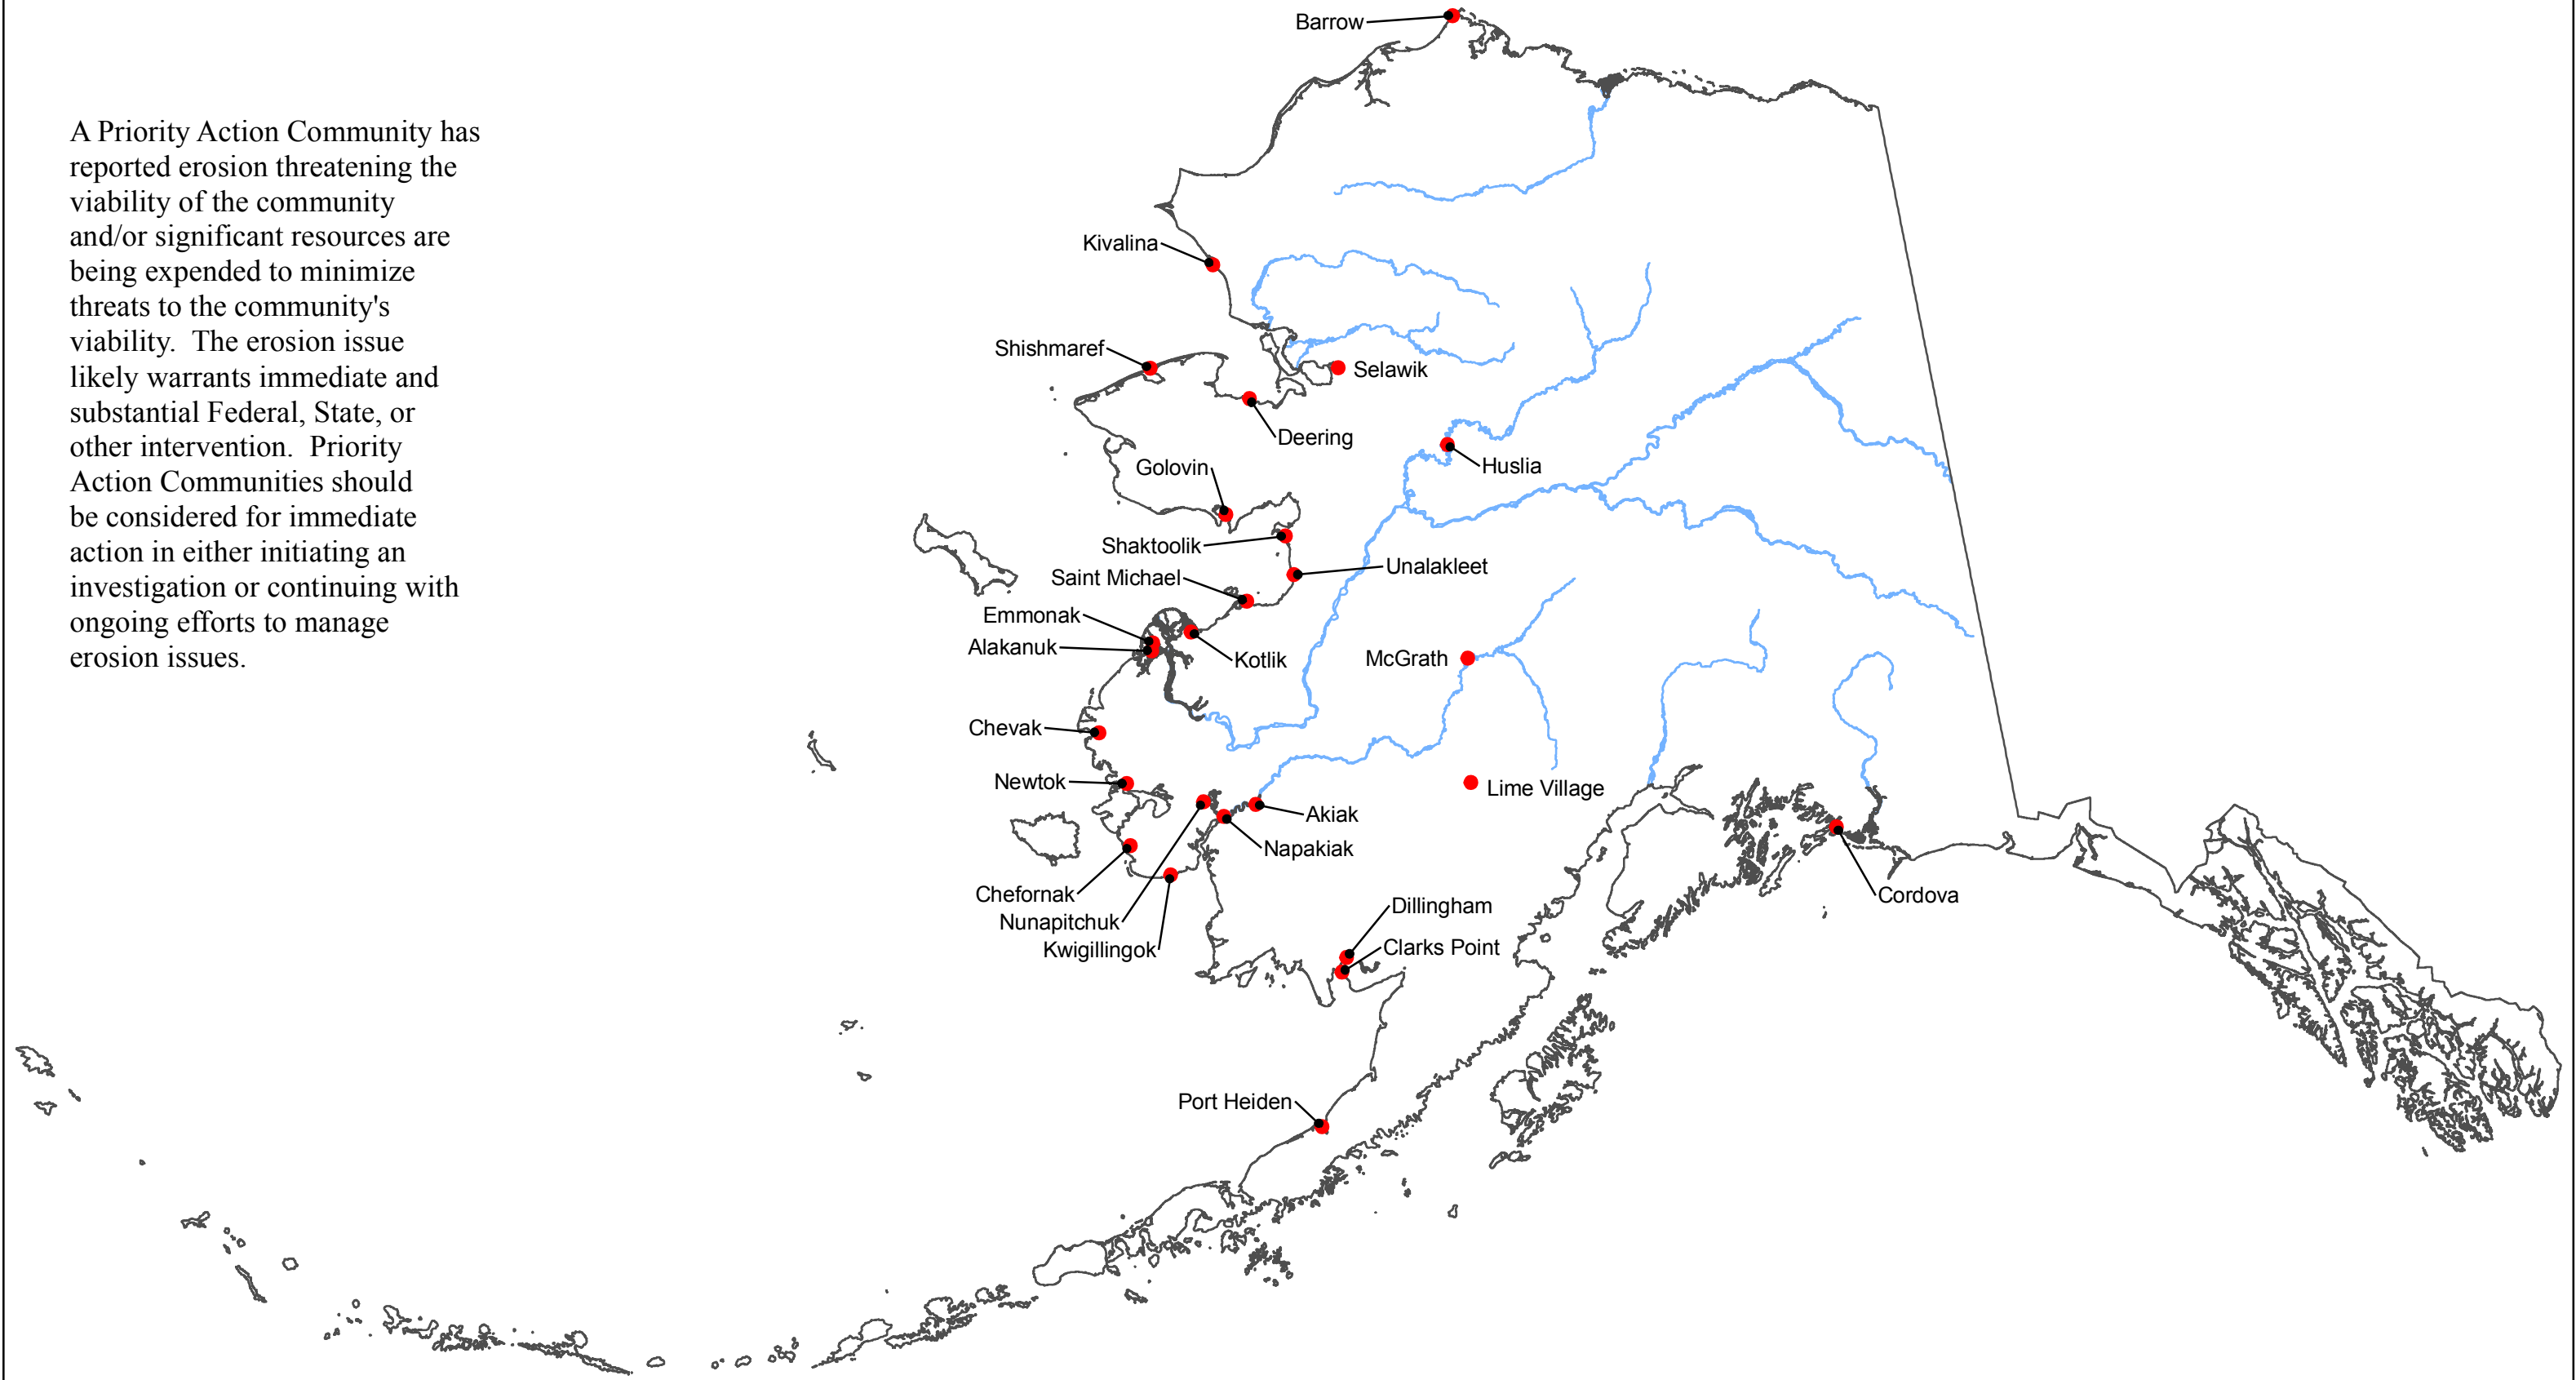 A Priority Action Community has
reported erosion threatening the
viability of the community
and/or significant resources are
being expended to minimize
threats to the community's
viability.  The erosion issue
likely warrants immediate and
substantial Federal, State, or
other intervention.  Priority
Action Communities should
be considered for immediate
action in either initiating an
investigation or continuing with
ongoing efforts to manage
erosion issues.
Barrow
Kivalina
Shishmaref
Selawik
Deering
Golovin
Huslia
Shaktoolik
Unalakleet
Saint Michael
Emmonak
Alakanuk
Kotlik
McGrath
Chevak
Newtok
Lime Village
Akiak
Napakiak
Chefornak
Nunapitchuk
Kwigillingok
Cordova
Dillingham
Clarks Point
Port Heiden